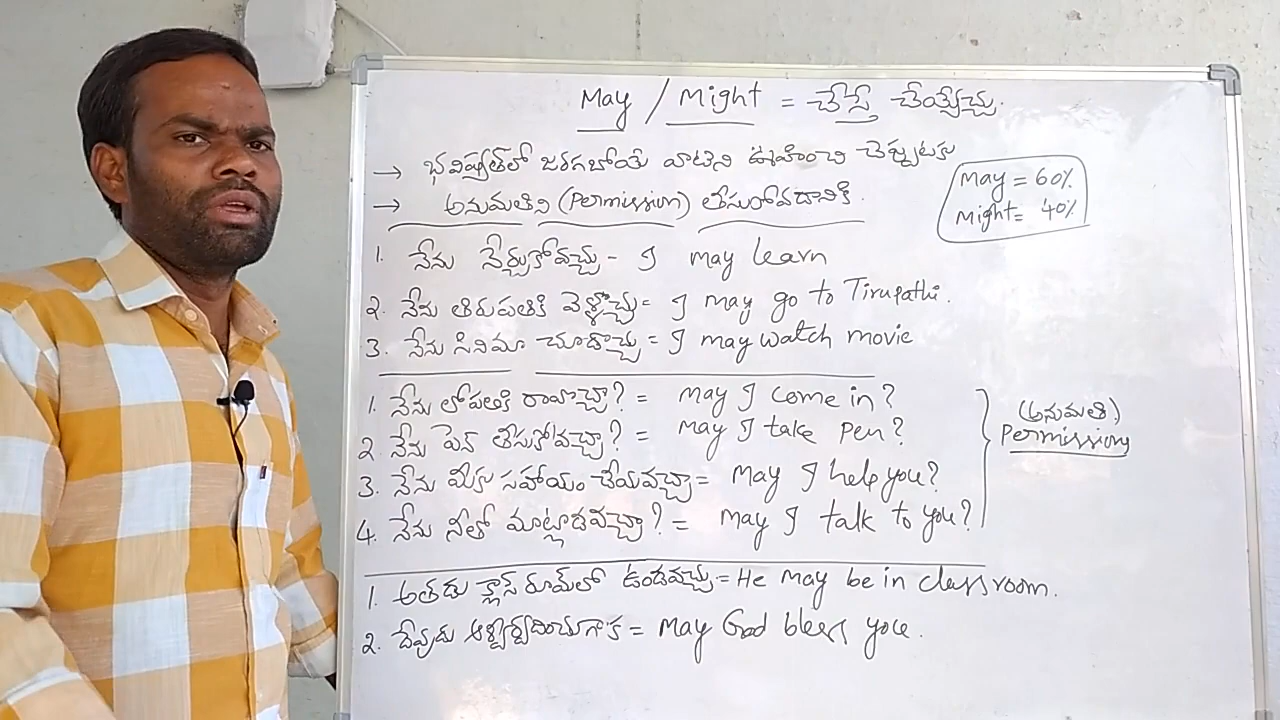 May / Might = చేస్తే చేయ్యొచ్చు.
→ భవిష్యత్‌లో జరగబోయే వాటిని ఊహించి చెప్పుటకు
→ అనుమతిని (Permission) తీసుకోవడానికి.
May = 60%
Might = 40%
1. నేను నేర్చుకోవచ్చు - I may learn
2. నేను తిరుపతికి వెళ్ళొచ్చు = I may go to Tirupathi.
3. నేను సినిమా చూడొచ్చు = I may watch movie
1. నేను లోపలికి రావొచ్చా? = may I come in?
2. నేను పెన్ తీసుకోవచ్చా? = may I take pen?
3. నేను మీకు సహాయం చేయవచ్చా = May I help you?
4. నేను నీతో మాట్లాడవచ్చా? = may I talk to you?
(అనుమతి)
Permission
1. అతడు క్లాస్ రూమ్‌లో ఉండవచ్చు = He may be in classroom.
2. దేవుడు ఆశీర్వదించుగాక = May God bless you.